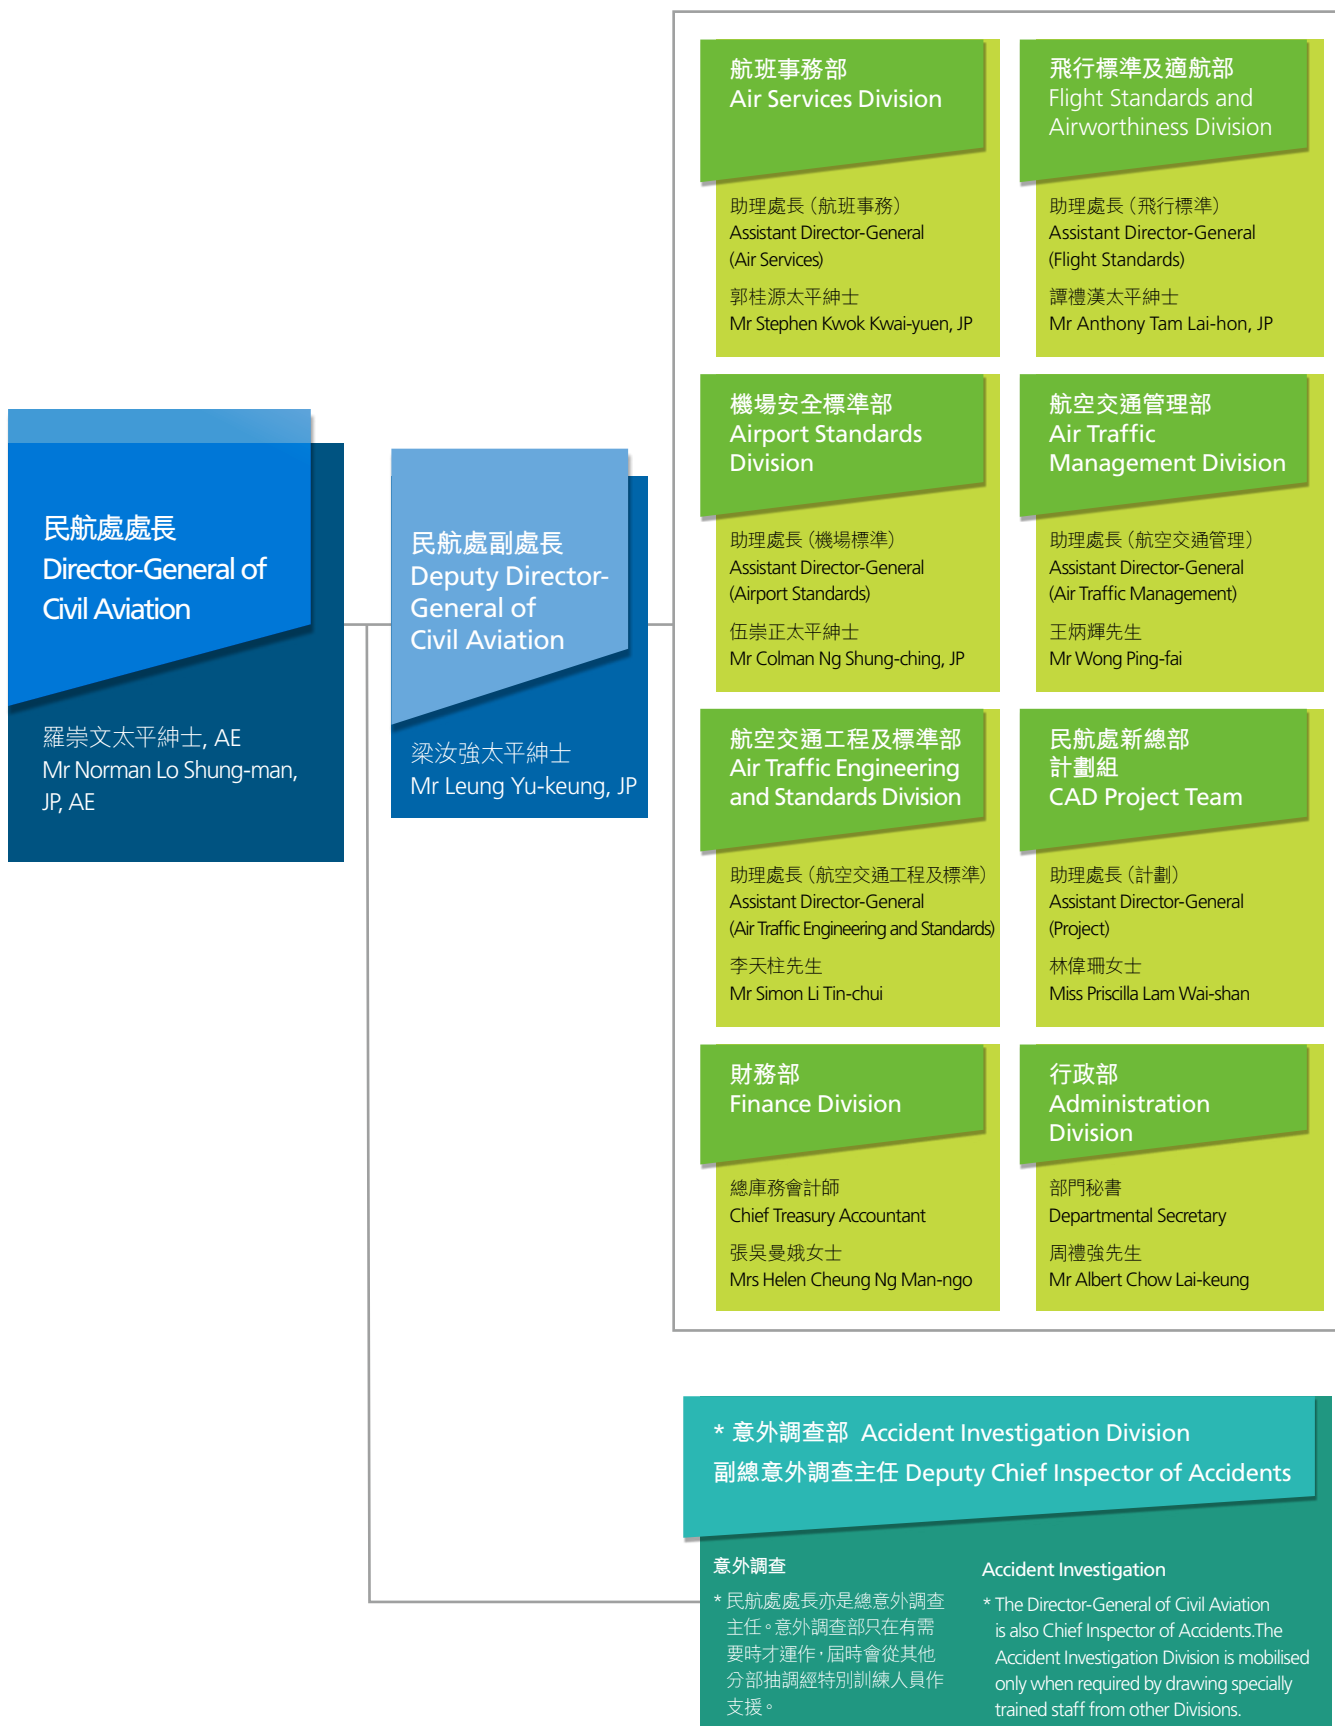 民航處處長
Director-General of
Civil Aviation
羅崇文太平紳士, AE
Mr Norman Lo Shung-man,
JP, AE
民航處副處長
Deputy Director-
General of
Civil Aviation
梁汝強太平紳士
Mr Leung Yu-keung, JP
航班事務部
Air Services Division
助理處長（航班事務）
Assistant Director-General
(Air Services)
郭桂源太平紳士
Mr Stephen Kwok Kwai-yuen, JP
飛行標準及適航部
Flight Standards and
Airworthiness Division
助理處長（飛行標準）
Assistant Director-General
(Flight Standards)
譚禮漢太平紳士
Mr Anthony Tam Lai-hon, JP
機場安全標準部
Airport Standards
Division
助理處長（機場標準）
Assistant Director-General
(Airport Standards)
伍崇正太平紳士
Mr Colman Ng Shung-ching, JP
航空交通管理部
Air Traffic
Management Division
助理處長（航空交通管理）
Assistant Director-General
(Air Traffic Management)
王炳輝先生
Mr Wong Ping-fai
航空交通工程及標準部
Air Traffic Engineering
and Standards Division
助理處長（航空交通工程及標準）
Assistant Director-General
(Air Traffic Engineering and Standards)
李天柱先生
Mr Simon Li Tin-chui
民航處新總部
計劃組
CAD Project Team
助理處長（計劃）
Assistant Director-General
(Project)
林偉珊女士
Miss Priscilla Lam Wai-shan
財務部
Finance Division
總庫務會計師
Chief Treasury Accountant
張吳曼娥女士
Mrs Helen Cheung Ng Man-ngo
行政部
Administration
Division
部門秘書
Departmental Secretary
周禮強先生
Mr Albert Chow Lai-keung
* 意外調查部 Accident Investigation Division
副總意外調查主任 Deputy Chief Inspector of Accidents
意外調查
* 民航處處長亦是總意外調查
主任。意外調查部只在有需
要時才運作，屆時會從其他
分部抽調經特別訓練人員作
支援。
Accident Investigation
* The Director-General of Civil Aviation
is also Chief Inspector of Accidents.The
Accident Investigation Division is mobilised
only when required by drawing specially
trained staff from other Divisions.